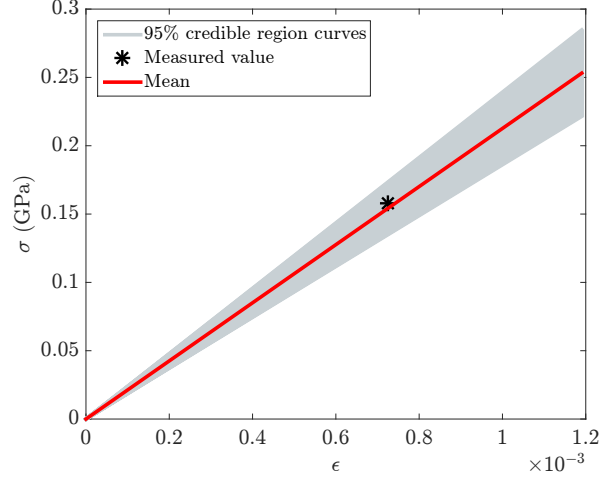 0.3
95% credible region curves
Measured value
Mean
0.25
0.2
0.15
0.1
0.05
0
σ (GPa)
0 0.2 0.4 0.6 0.8 1 1.2
ϵ ×10⁻³